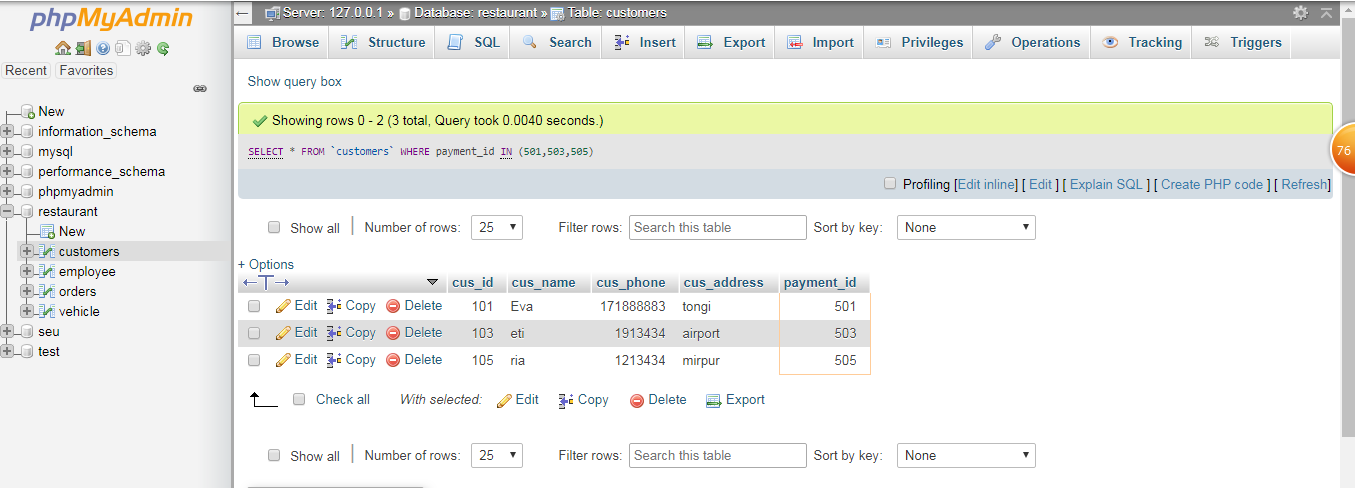 phpMyAdmin
Recent Favorites
New
information_schema
mysql
performance_schema
phpmyadmin
restaurant
New
customers
employee
orders
vehicle
seu
test
Server: 127.0.0.1 » Database: restaurant » Table: customers
Browse Structure SQL Search Insert Export Import Privileges Operations Tracking Triggers
Show query box
Showing rows 0 - 2 (3 total, Query took 0.0040 seconds.)
SELECT * FROM `customers` WHERE payment_id IN (501,503,505)
Profiling [Edit inline] [ Edit ] [ Explain SQL ] [ Create PHP code ] [ Refresh]
Show all | Number of rows: 25 Filter rows: Search this table Sort by key: None
+ Options
cus_id cus_name cus_phone cus_address payment_id
Edit Copy Delete 101 Eva 171888883 tongi 501
Edit Copy Delete 103 eti 1913434 airport 503
Edit Copy Delete 105 ria 1213434 mirpur 505
Check all With selected: Edit Copy Delete Export
Show all | Number of rows: 25 Filter rows: Search this table Sort by key: None
76